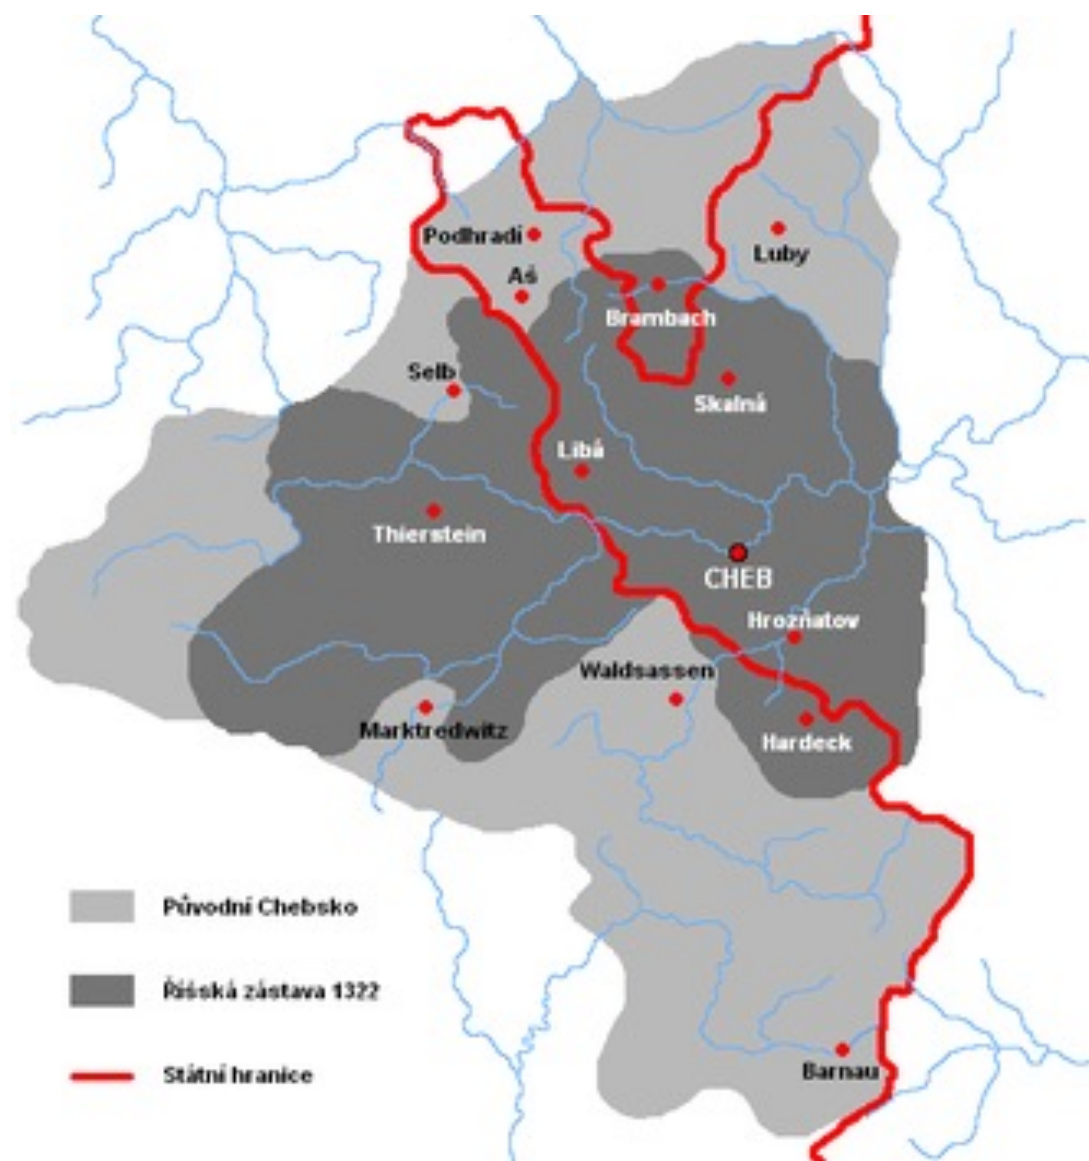 Podhradí
Luby
Aš
Brambach
Selb
Skalná
Libá
Thierstein
CHEB
Hrozňatov
Waldsassen
Marktredwitz
Hardeck
Původní Chebsko
Říšská zástava 1322
Státní hranice
Barnau